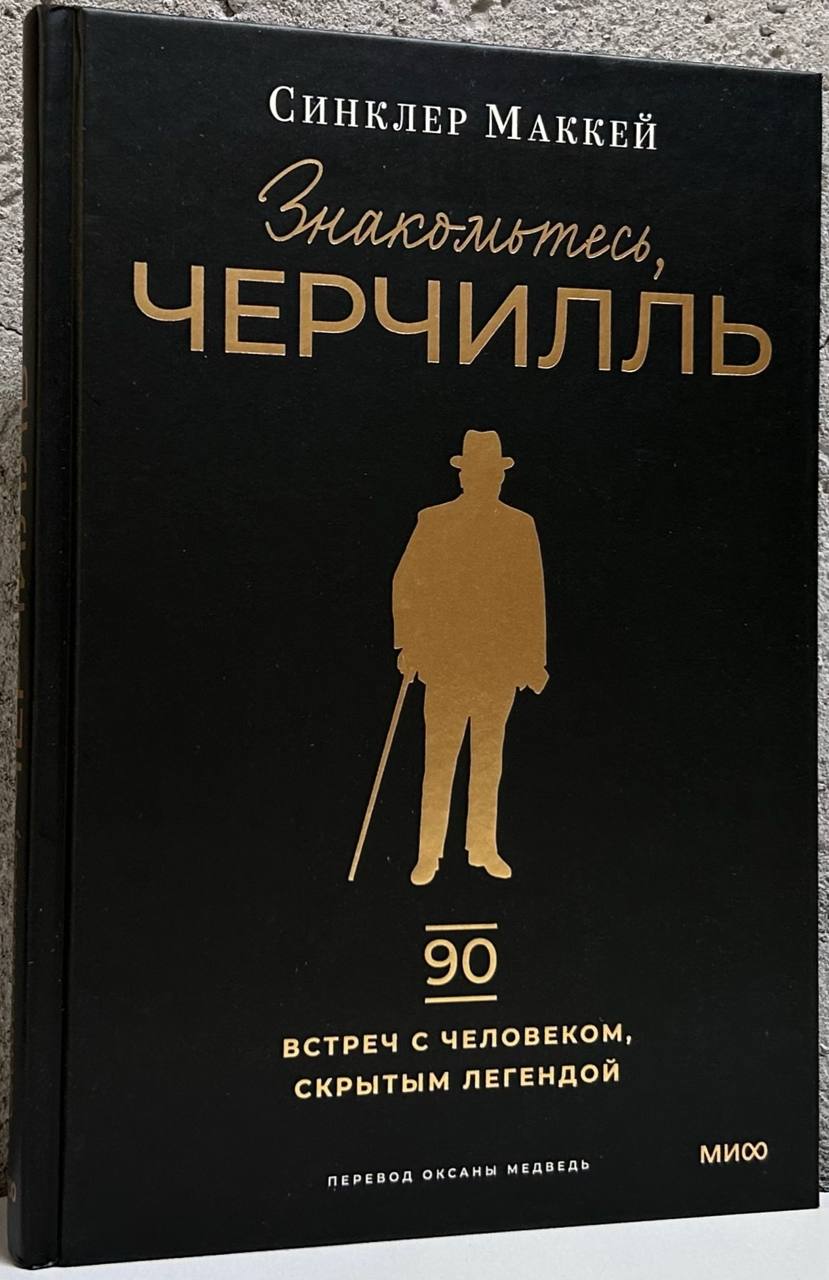 Синклер Маккей
Знакомьтесь,
ЧЕРЧИЛЛЬ
90
ВСТРЕЧ С ЧЕЛОВЕКОМ,
СКРЫТЫМ ЛЕГЕНДОЙ
ПЕРЕВОД ОКСАНЫ МЕДВЕДЬ
МИФ